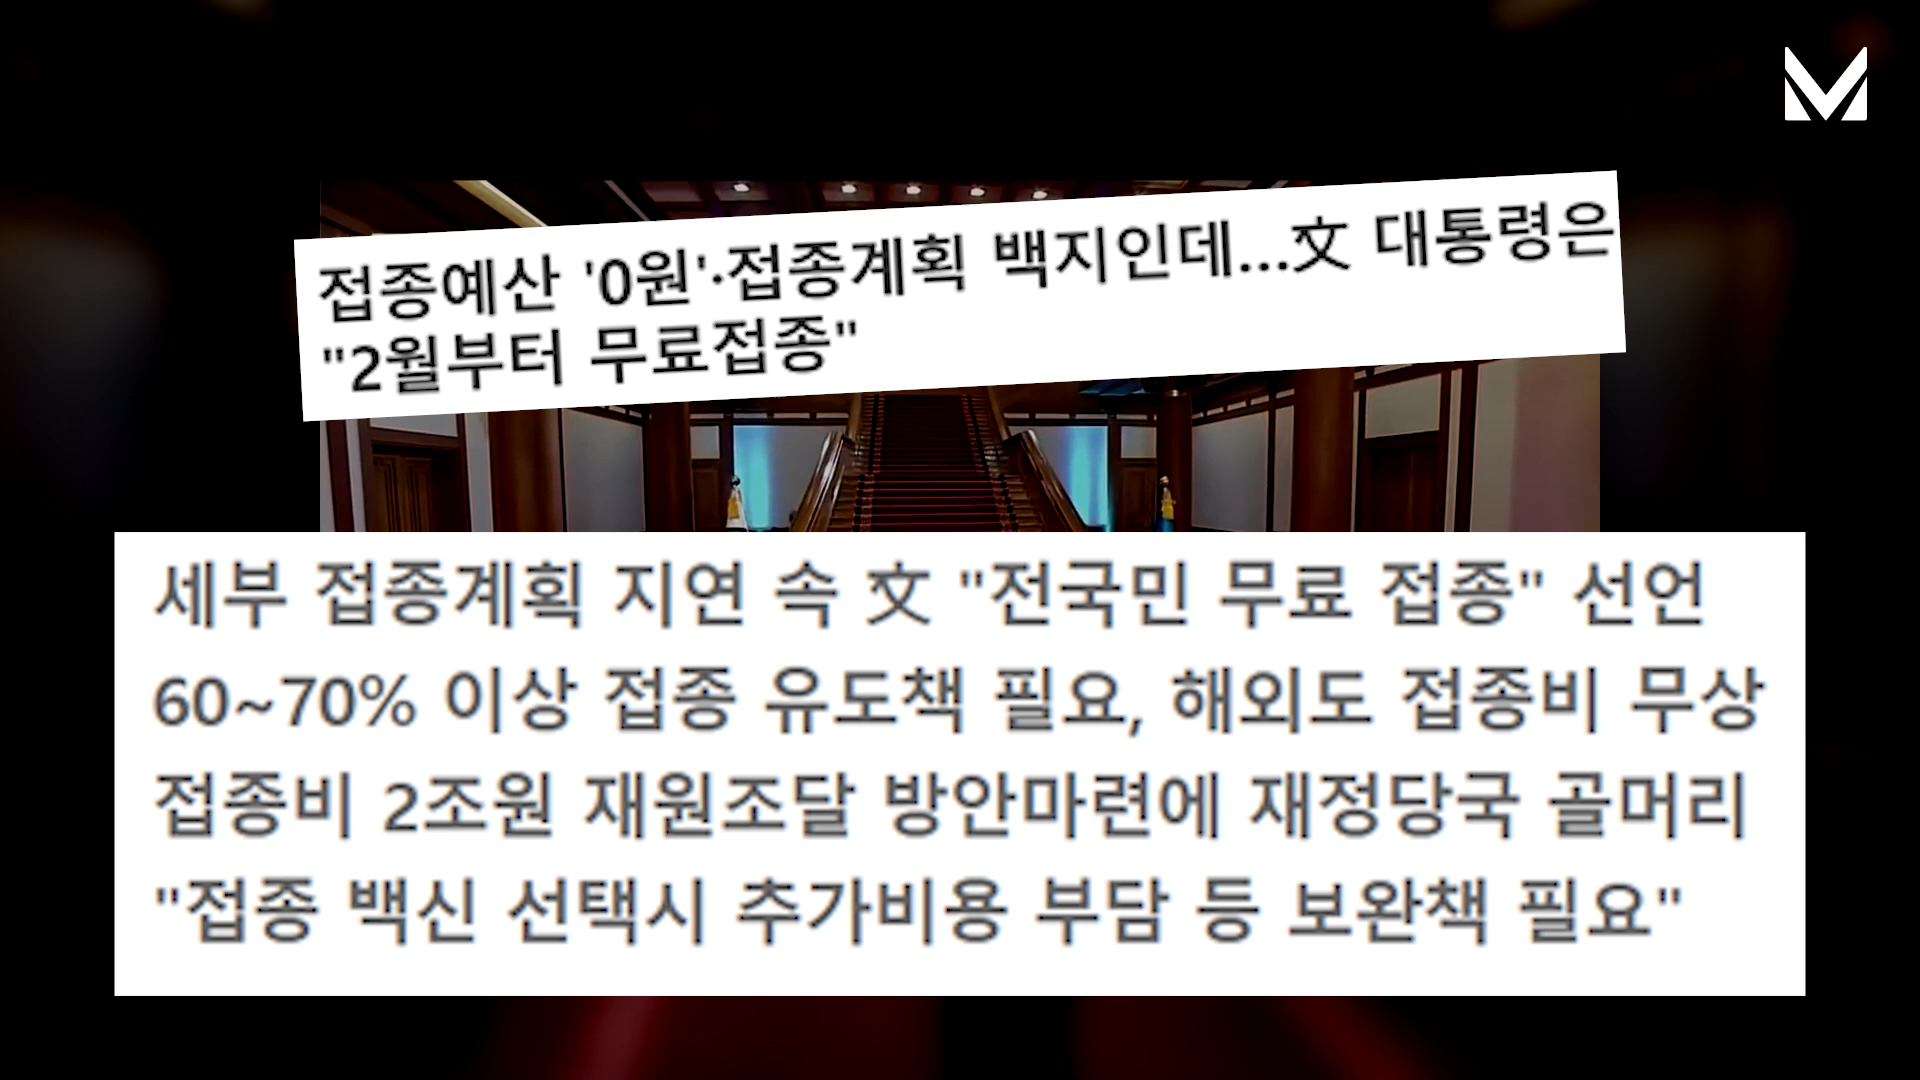 접종예산 '0원'·접종계획 백지인데...文 대통령은
"2월부터 무료접종"
세부 접종계획 지연 속 文 "전국민 무료 접종" 선언
60~70% 이상 접종 유도책 필요, 해외도 접종비 무상
접종비 2조원 재원조달 방안마련에 재정당국 골머리
"접종 백신 선택시 추가비용 부담 등 보완책 필요"